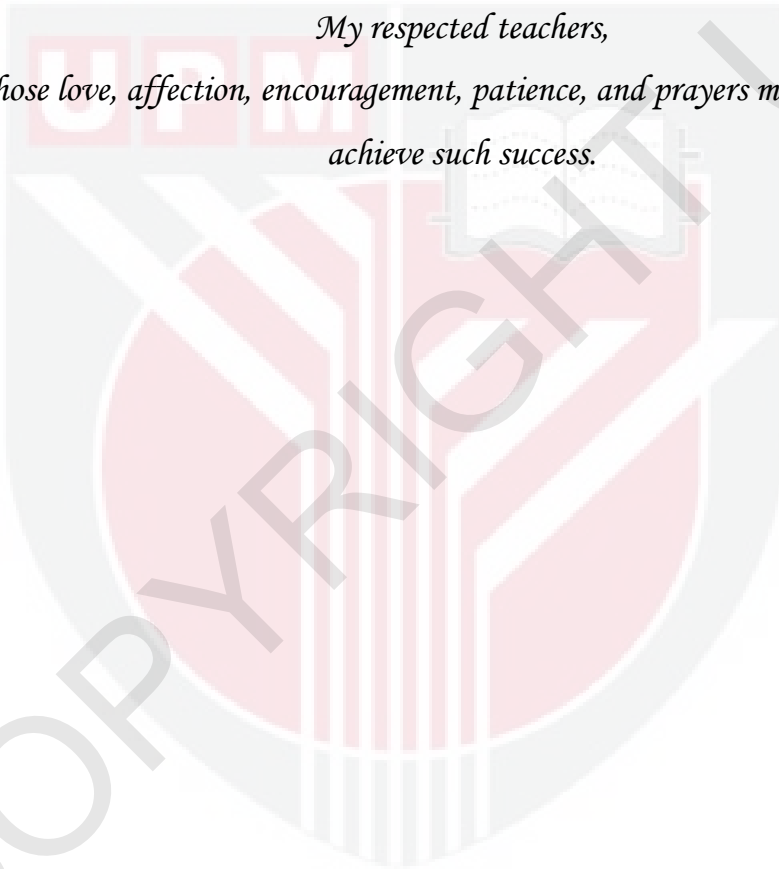 My respected teachers,
hose love, affection, encouragement, patience, and prayers m
achieve such success.
UPM
OPYRIGHT U